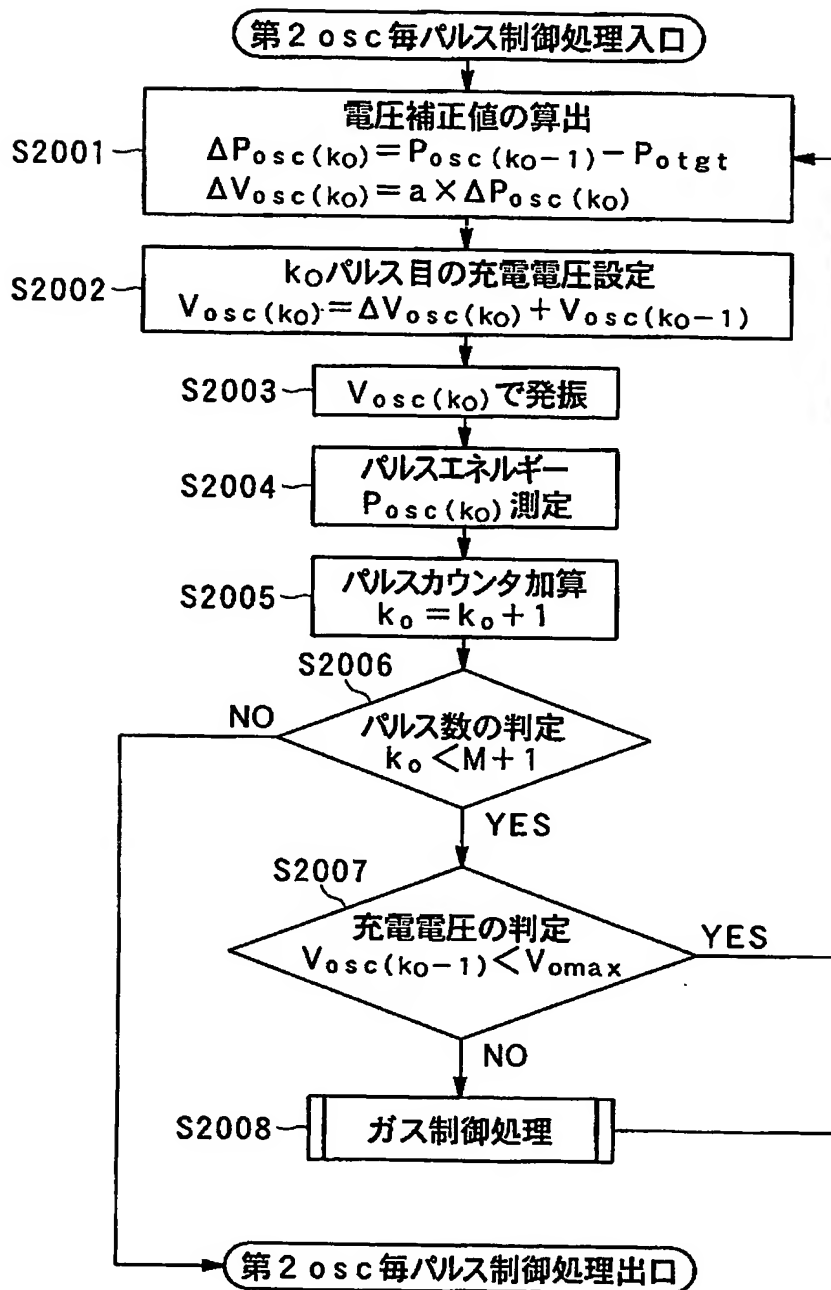 第2osc毎パルス制御処理入口
S2001
電圧補正値の算出
ΔPosc(ko)=Posc(ko-1)-Potgt
ΔVosc(ko)=a×ΔPosc(ko)
S2002
koパルス目の充電電圧設定
Vosc(ko)=ΔVosc(ko)+Vosc(ko-1)
S2003
Vosc(ko)で発振
S2004
パルスエネルギー
Posc(ko)測定
S2005
パルスカウンタ加算
ko=ko+1
S2006
NO
パルス数の判定
ko<M+1
YES
S2007
充電電圧の判定
YES
Vosc(ko-1)<Vomax
NO
S2008
ガス制御処理
第2osc毎パルス制御処理出口